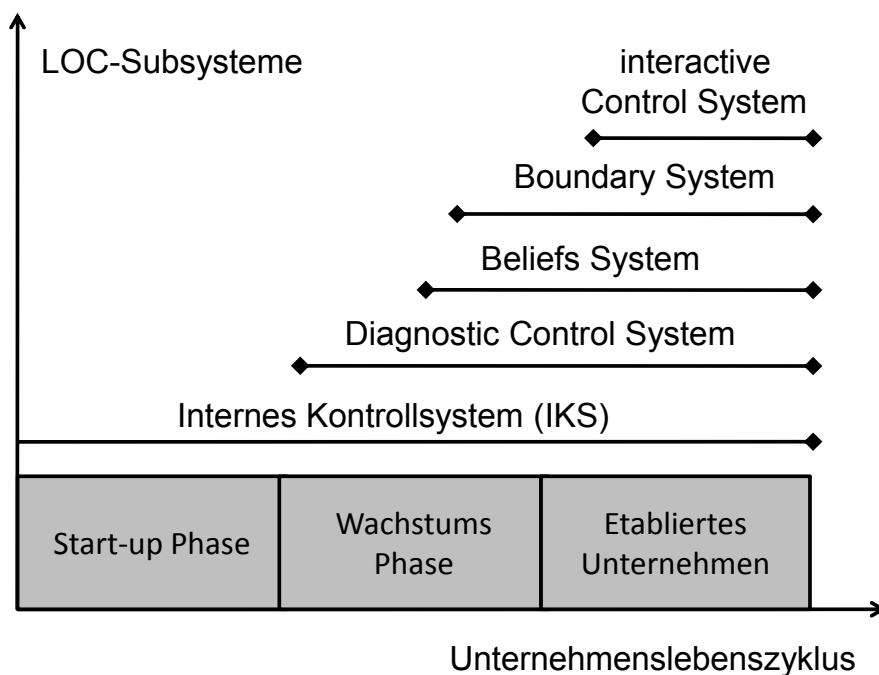 LOC-Subsysteme
interactive
Control System
Boundary System
Beliefs System
Diagnostic Control System
Internes Kontrollsystem (IKS)
Start-up Phase
Wachstums
Phase
Etabliertes
Unternehmen
Unternehmenslebenszyklus